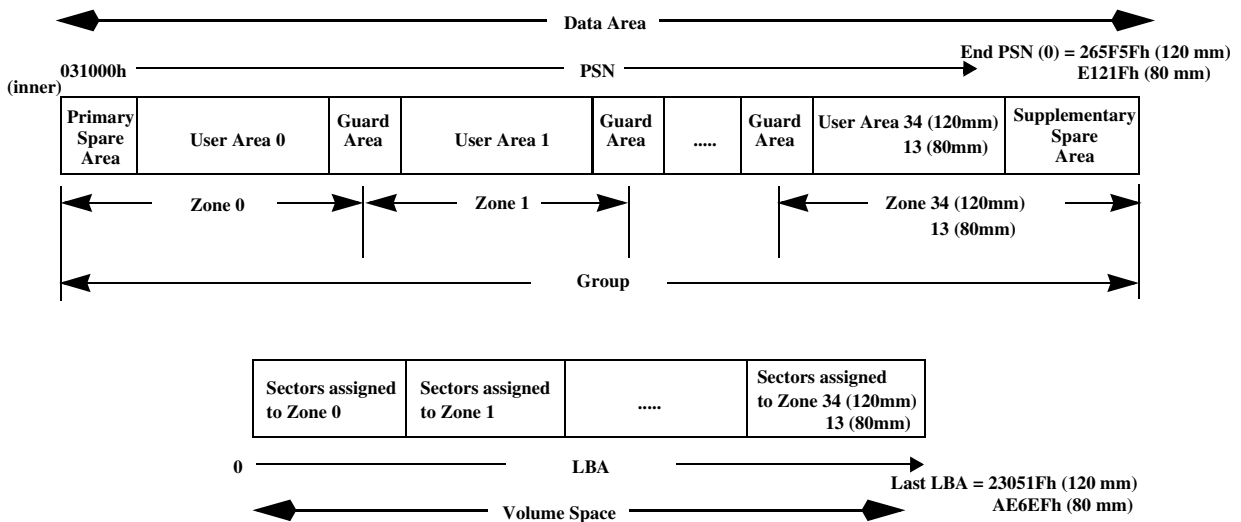 Data Area
End PSN (0) = 265F5Fh (120 mm)
E121Fh (80 mm)
031000h
PSN
(inner)
Primary Spare Area
User Area 0
Guard Area
User Area 1
Guard Area
.....
Guard Area
User Area 34 (120mm)
13 (80mm)
Supplementary Spare Area
Zone 0
Zone 1
Zone 34 (120mm)
13 (80mm)
Group
Sectors assigned
to Zone 0
Sectors assigned
to Zone 1
.....
Sectors assigned
to Zone 34 (120mm)
13 (80mm)
0
LBA
Last LBA = 23051Fh (120 mm)
AE6EFh (80 mm)
Volume Space